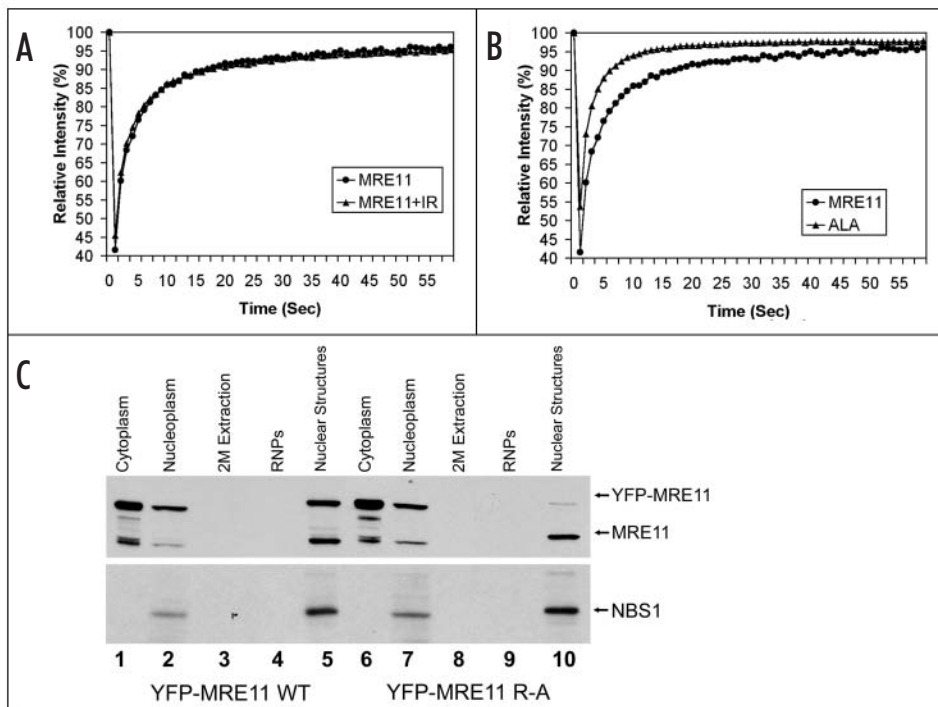 A
100
95
90
85
80
75
70
65
60
55
50
45
40
Relative Intensity (%)
0 5 10 15 20 25 30 35 40 45 50 55
Time (Sec)
MRE11
MRE11+IR
B
100
95
90
85
80
75
70
65
60
55
50
45
40
Relative Intensity (%)
0 5 10 15 20 25 30 35 40 45 50 55
Time (Sec)
MRE11
ALA
C
Cytoplasm
Nucleoplasm
2M Extraction
RNPs
Nuclear Structures
Cytoplasm
Nucleoplasm
2M Extraction
RNPs
Nuclear Structures
YFP-MRE11
MRE11
NBS1
1 2 3 4 5 6 7 8 9 10
YFP-MRE11 WT YFP-MRE11 R-A